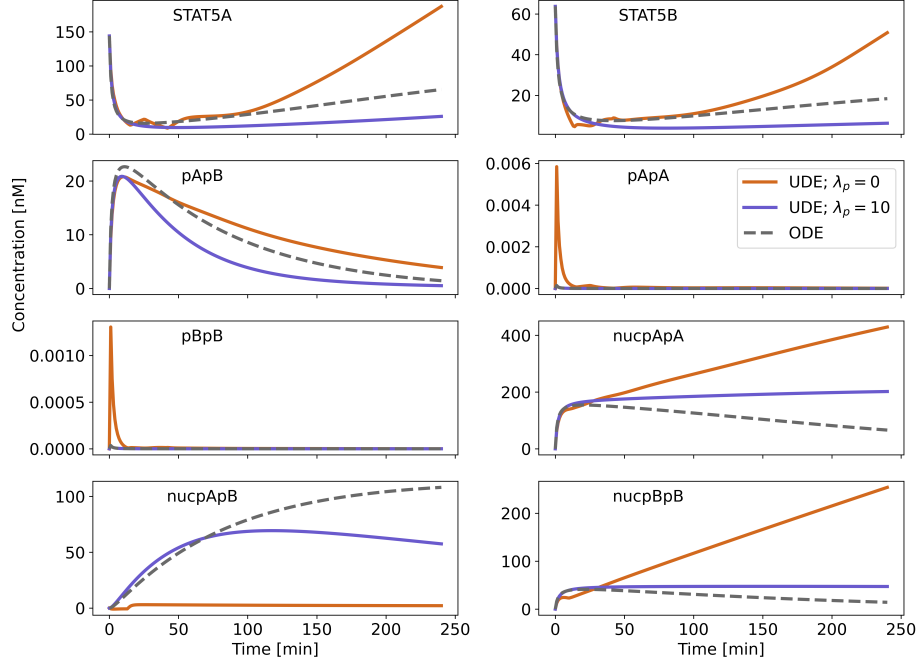 STAT5A
150
100
50
0
STAT5B
60
40
20
pApB
20
10
0
pApA
0.006
0.004
0.002
0.000
UDE; λp = 0
UDE; λp = 10
ODE
Concentration [nM]
pBpB
0.0010
0.0005
0.0000
nucpApA
400
200
0
nucpApB
100
50
0
nucpBpB
200
100
0
0 50 100 150 200 250
Time [min]
0 50 100 150 200 250
Time [min]